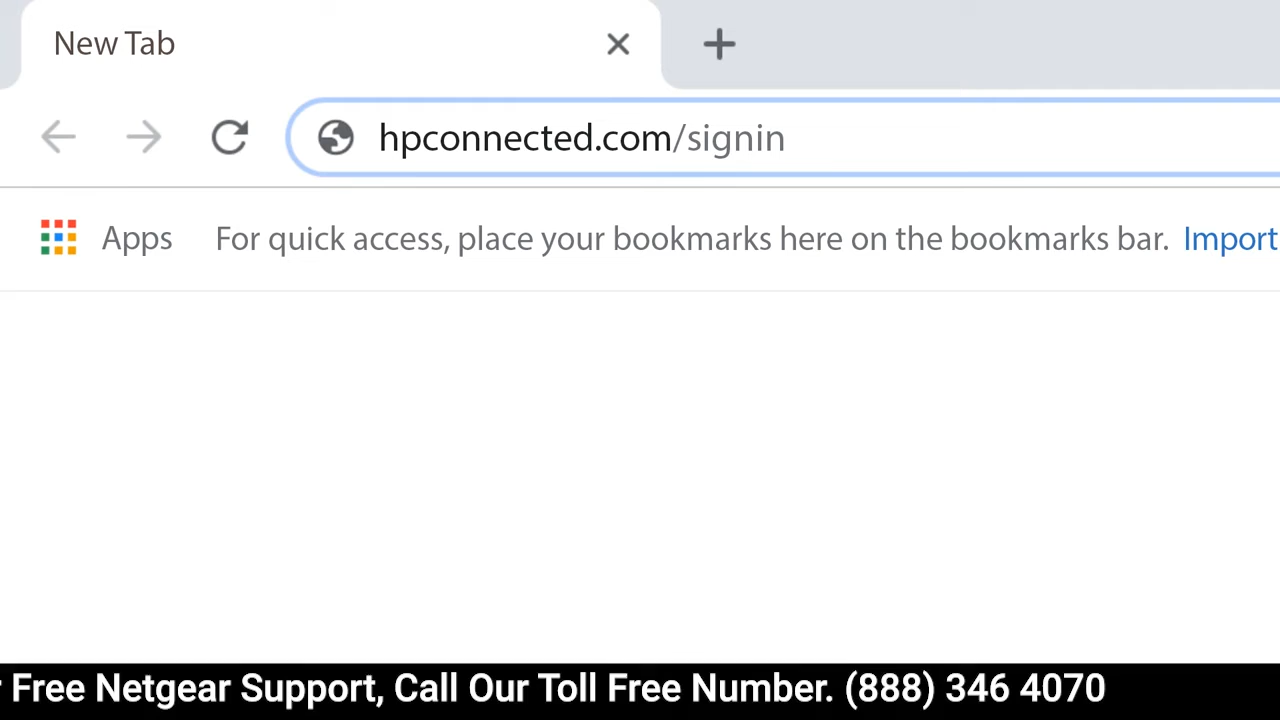 New Tab
hpconnected.com/signin
Apps For quick access, place your bookmarks here on the bookmarks bar. Import
Free Netgear Support, Call Our Toll Free Number. (888) 346 4070